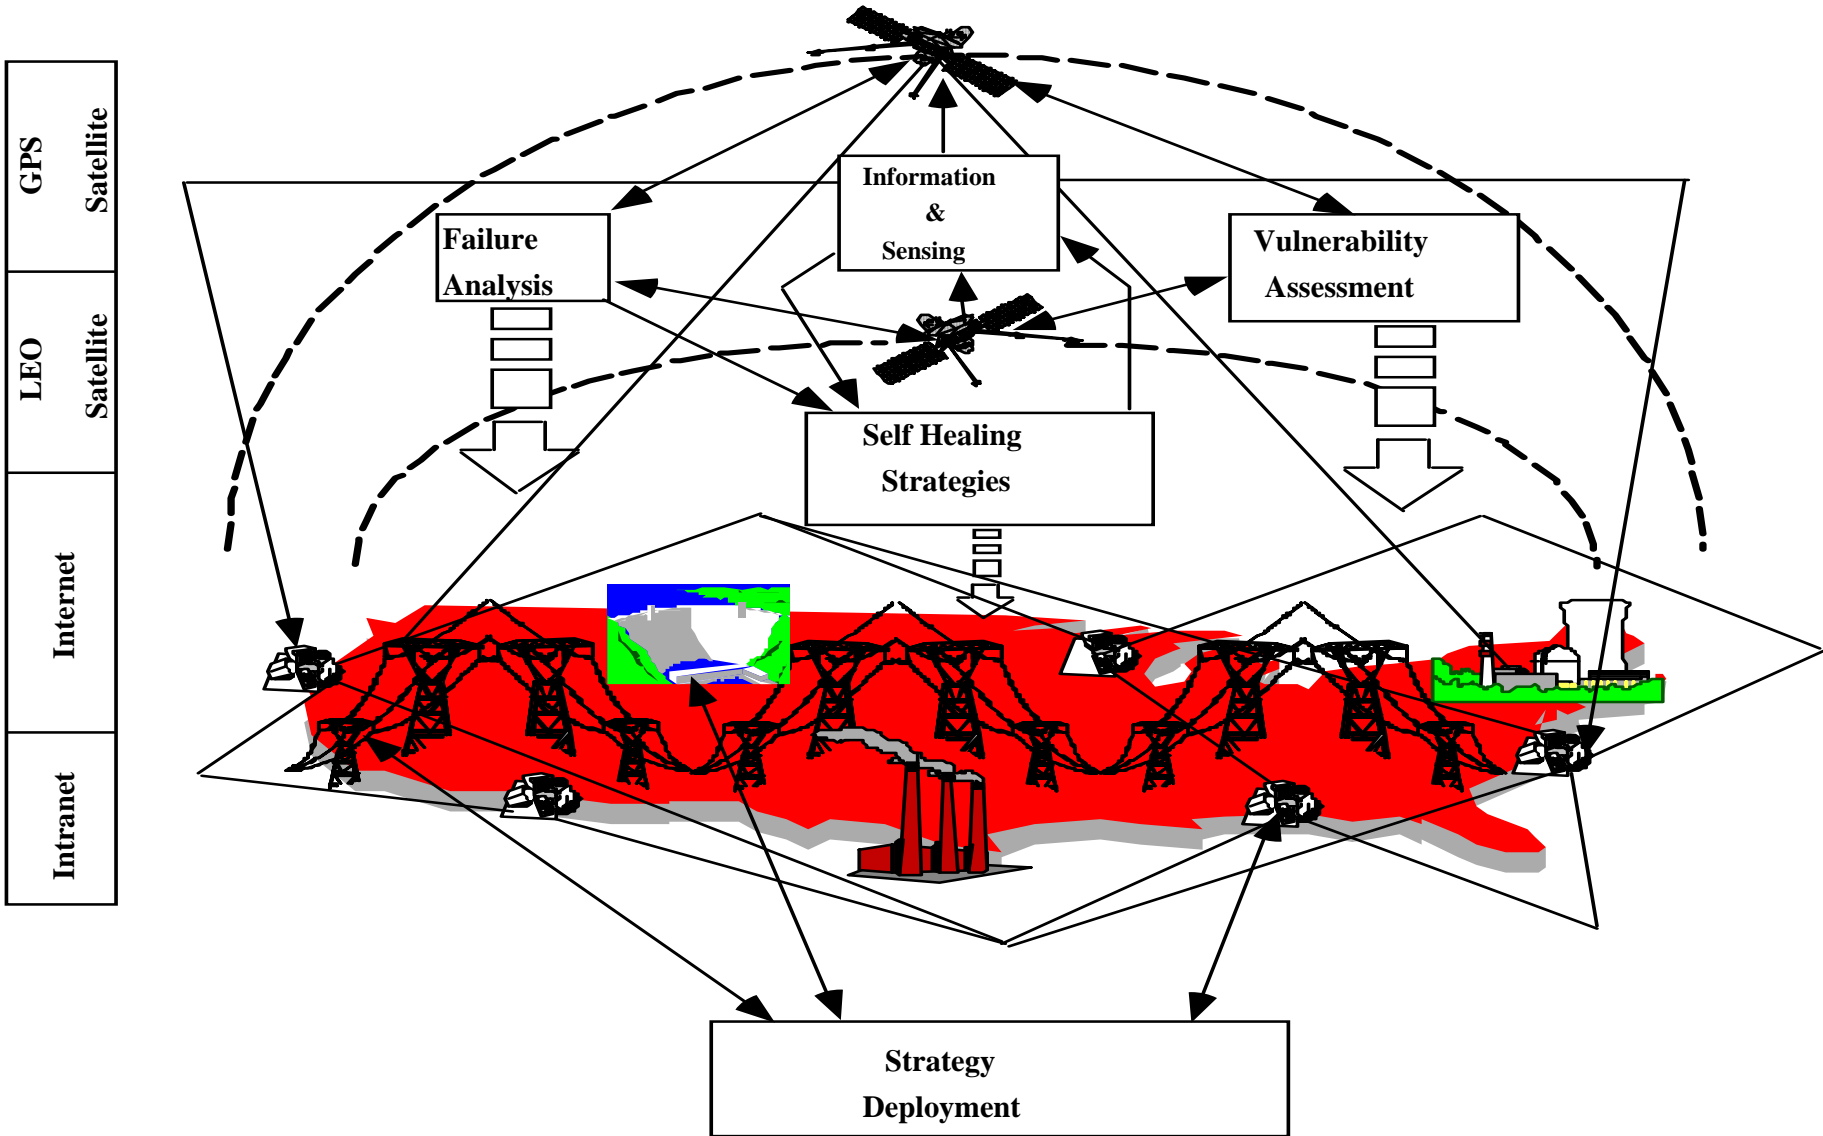 GPS
Satellite
LEO
Satellite
Internet
Intranet
Information
&
Sensing
Failure
Analysis
Vulnerability
Assessment
Self Healing
Strategies
Strategy
Deployment